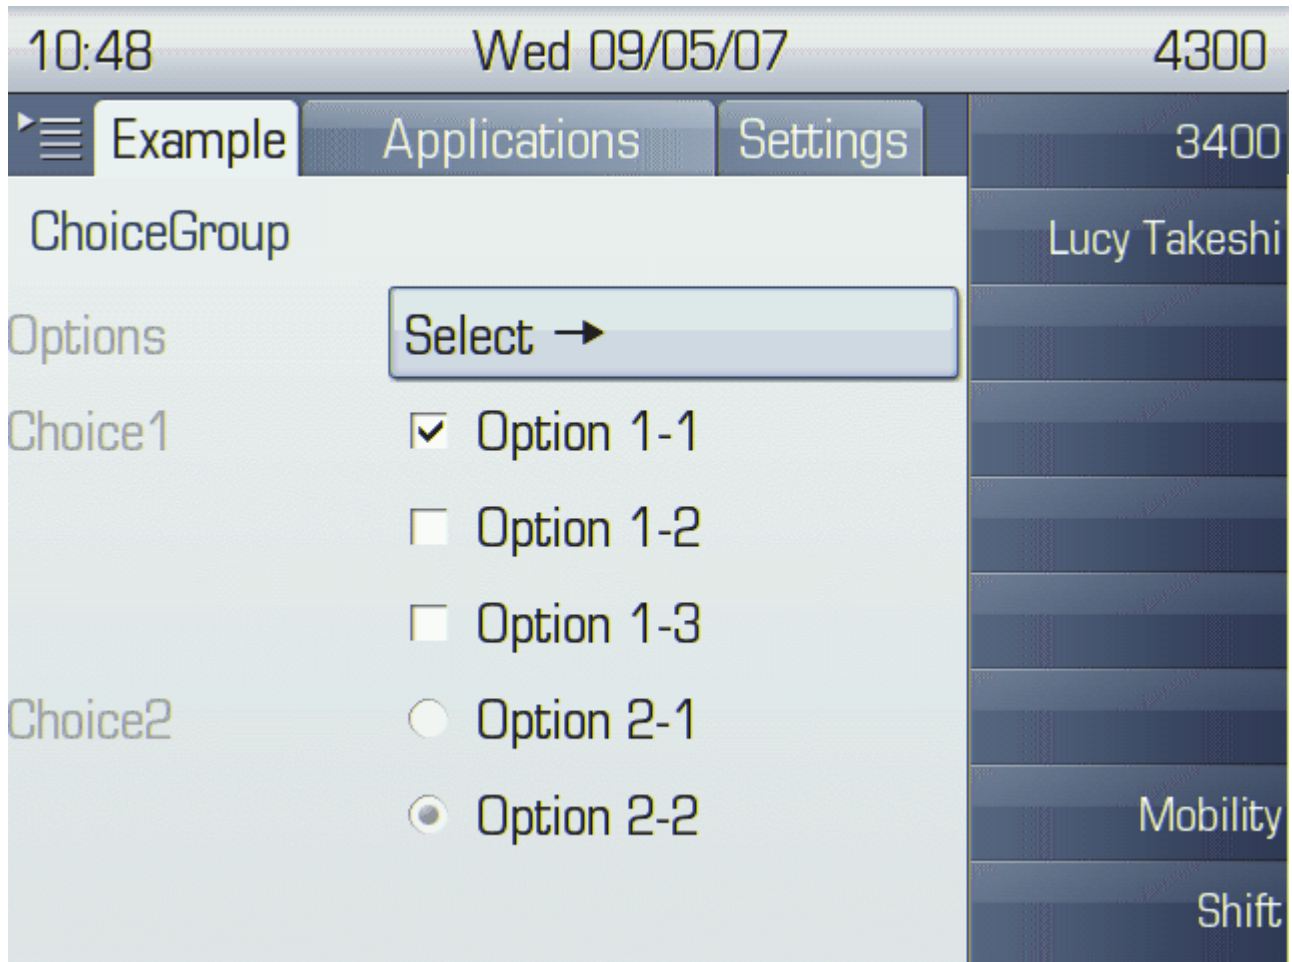 10:48 Wed 09/05/07 4300
Example Applications Settings 3400
ChoiceGroup Lucy Takeshi
Options Select →
Choice1 Option 1-1
Option 1-2
Option 1-3
Choice2 Option 2-1
Option 2-2 Mobility
Shift